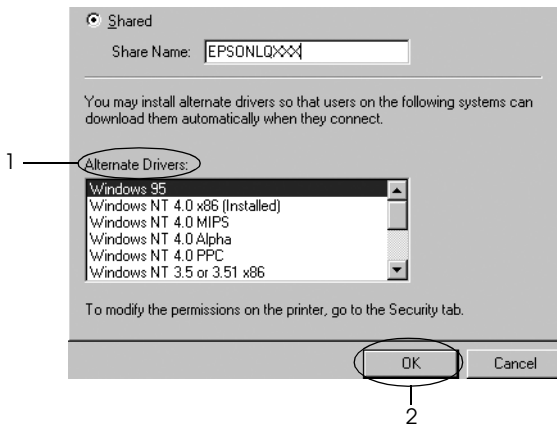 Shared
Share Name: EPSONLQXXX
You may install alternate drivers so that users on the following systems can
download them automatically when they connect.
1
Alternate Drivers:
Windows 95
Windows NT 4.0 x86 (Installed)
Windows NT 4.0 MIPS
Windows NT 4.0 Alpha
Windows NT 4.0 PPC
Windows NT 3.5 or 3.51 x86
To modify the permissions on the printer, go to the Security tab.
OK Cancel
2